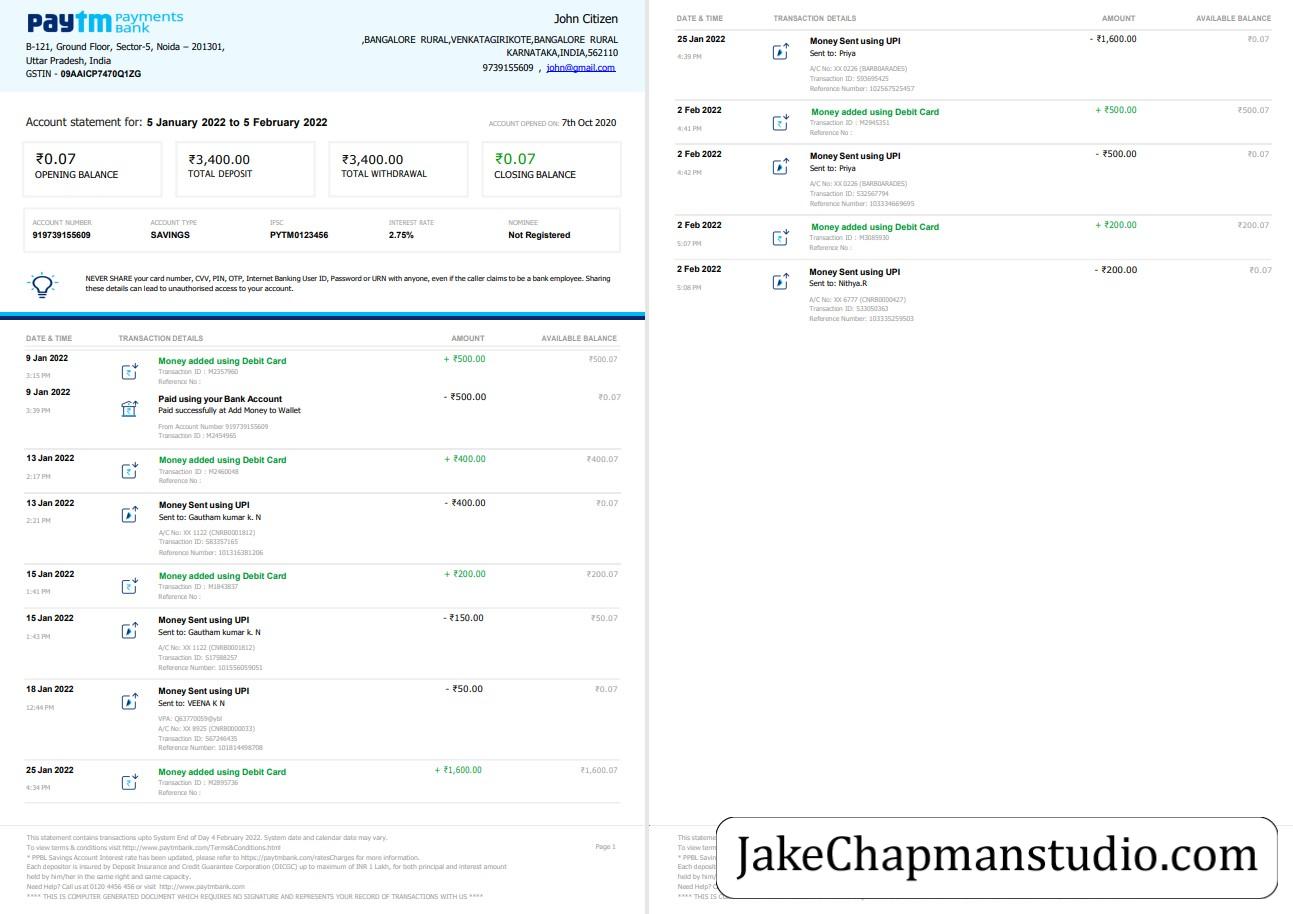 paytm Payments
Bank
B-121, Ground Floor, Sector-5, Noida – 201301,
Uttar Pradesh, India
GSTIN - 09AAICP7470Q1ZG
John Citizen
,BANGALORE RURAL,VENKATAGIRIKOTE,BANGALORE RURAL
KARNATAKA,INDIA,562110
9739155609 , john@gmail.com
Account statement for: 5 January 2022 to 5 February 2022
ACCOUNT OPENED ON: 7th Oct 2020
₹0.07 ₹3,400.00 ₹3,400.00 ₹0.07
OPENING BALANCE TOTAL DEPOSIT TOTAL WITHDRAWAL CLOSING BALANCE
ACCOUNT NUMBER ACCOUNT TYPE IFSC INTEREST RATE NOMINEE
919739155609 SAVINGS PYTM0123456 2.75% Not Registered
NEVER SHARE your card number, CVV, PIN, OTP, Internet Banking User ID, Password or URN with anyone, even if the caller claims to be a bank employee. Sharing
these details can lead to unauthorised access to your account.
DATE & TIME TRANSACTION DETAILS AMOUNT AVAILABLE BALANCE
9 Jan 2022 Money added using Debit Card + ₹500.00 ₹500.07
3:15 PM Transaction ID : M2357960
Reference No :
9 Jan 2022 Paid using your Bank Account - ₹500.00 ₹0.07
3:39 PM Paid successfully at Add Money to Wallet
From Account Number 919739155609
Transaction ID : M2454965
13 Jan 2022 Money added using Debit Card + ₹400.00 ₹400.07
2:17 PM Transaction ID : M2460048
Reference No :
13 Jan 2022 Money Sent using UPI - ₹400.00 ₹0.07
2:21 PM Sent to: Gautham kumar k. N
A/C No: XX 1122 (CNRB0001812)
Transaction ID: S83357165
Reference Number: 101316381206
15 Jan 2022 Money added using Debit Card + ₹200.00 ₹200.07
1:41 PM Transaction ID : M1843837
Reference No :
15 Jan 2022 Money Sent using UPI - ₹150.00 ₹50.07
1:43 PM Sent to: Gautham kumar k. N
A/C No: XX 1122 (CNRB0001812)
Transaction ID: S17588257
Reference Number: 101556059051
18 Jan 2022 Money Sent using UPI - ₹50.00 ₹0.07
12:44 PM Sent to: VEENA K N
VPA: Q63770059@ybl
A/C No: XX 8925 (CNRB0000033)
Transaction ID: S67246435
Reference Number: 101814498708
25 Jan 2022 Money added using Debit Card + ₹1,600.00 ₹1,600.07
4:34 PM Transaction ID : M2895736
Reference No :
This statement contains transactions upto System End of Day 4 February 2022. System date and calendar date may vary.
To view terms & conditions visit http://www.paytmbank.com/Terms&Conditions.html
Page 1
* PPBL Savings Account Interest rate has been updated, please refer to https://paytmbank.com/ratesCharges for more information.
Each depositor is insured by Deposit Insurance and Credit Guarantee Corporation (DICGC) up to maximum of INR 1 Lakh, for both principal and interest amount
held by him/her in the same right and same capacity.
Need Help? Call us at 0120 4456 456 or visit http://www.paytmbank.com
**** THIS IS COMPUTER GENERATED DOCUMENT WHICH REQUIRES NO SIGNATURE AND REPRESENTS YOUR RECORD OF TRANSACTIONS WITH US ****
DATE & TIME TRANSACTION DETAILS AMOUNT AVAILABLE BALANCE
25 Jan 2022 Money Sent using UPI - ₹1,600.00 ₹0.07
4:39 PM Sent to: Priya
A/C No: XX 0226 (BARB0ARADES)
Transaction ID: S93695425
Reference Number: 102567525457
2 Feb 2022 Money added using Debit Card + ₹500.00 ₹500.07
4:41 PM Transaction ID : M2945351
Reference No :
2 Feb 2022 Money Sent using UPI - ₹500.00 ₹0.07
4:42 PM Sent to: Priya
A/C No: XX 0226 (BARB0ARADES)
Transaction ID: S32567794
Reference Number: 103334669695
2 Feb 2022 Money added using Debit Card + ₹200.00 ₹200.07
5:07 PM Transaction ID : M3085930
Reference No :
2 Feb 2022 Money Sent using UPI - ₹200.00 ₹0.07
5:08 PM Sent to: Nithya.R
A/C No: XX 6777 (CNRB0000427)
Transaction ID: S33050363
Reference Number: 103335259503
This stateme
To view term
* PPBL Savin
Each deposit
held by him/
Need Help? C
**** THIS IS CO
JakeChapmanstudio.com